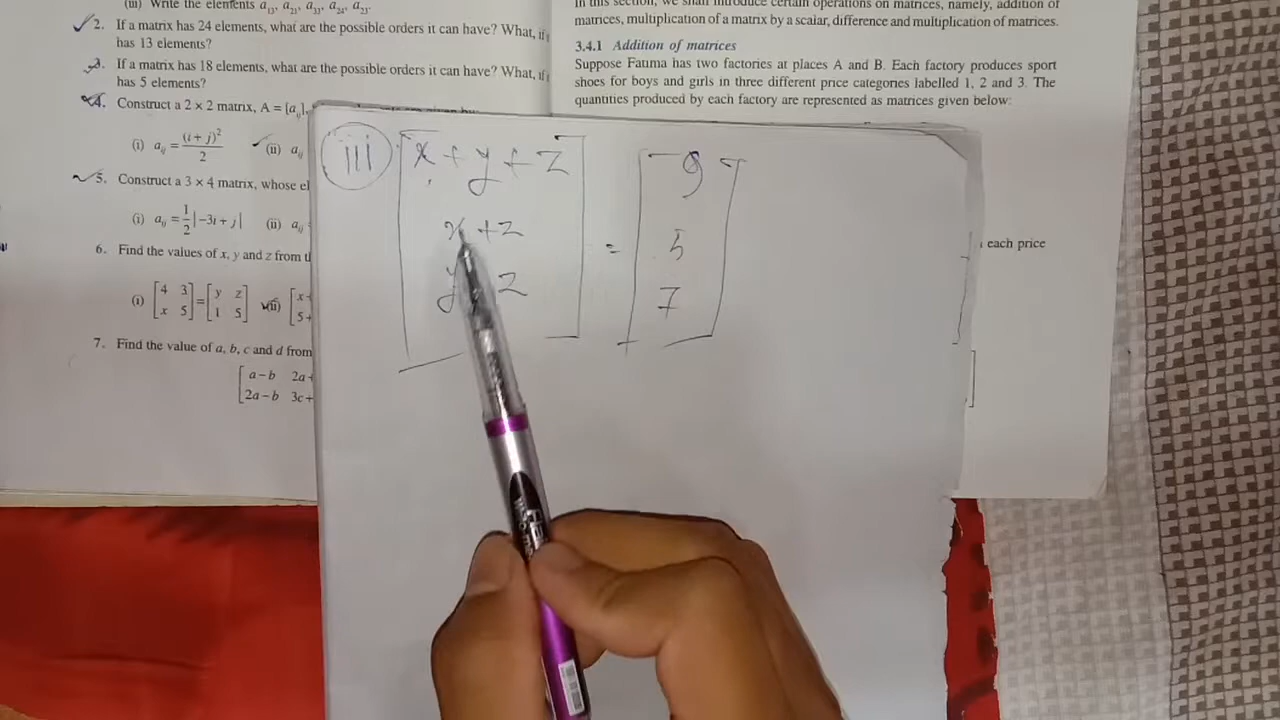 (iii) Write the elements a13, a21, a33, a24, a23.
2. If a matrix has 24 elements, what are the possible orders it can have? What, if
has 13 elements?
3. If a matrix has 18 elements, what are the possible orders it can have? What, if
has 5 elements?
4. Construct a 2 × 2 matrix, A = [aij],
(i) aij = (i + j)²/2 (ii) aij
5. Construct a 3 × 4 matrix, whose el
(i) aij = 1/2 |−3i + j| (ii) aij
6. Find the values of x, y and z from t
(i) [4 3 = [y z (ii) [x
x 5] 1 5] 5+
7. Find the value of a, b, c and d from
[a−b 2a+
2a−b 3c+
In this section, we shall introduce certain operations on matrices, namely, addition of
matrices, multiplication of a matrix by a scalar, difference and multiplication of matrices.
3.4.1 Addition of matrices
Suppose Fatima has two factories at places A and B. Each factory produces sport
shoes for boys and girls in three different price categories labelled 1, 2 and 3. The
quantities produced by each factory are represented as matrices given below:
each price
iii [x + y + z] [9]
x + z = 5
y z 7